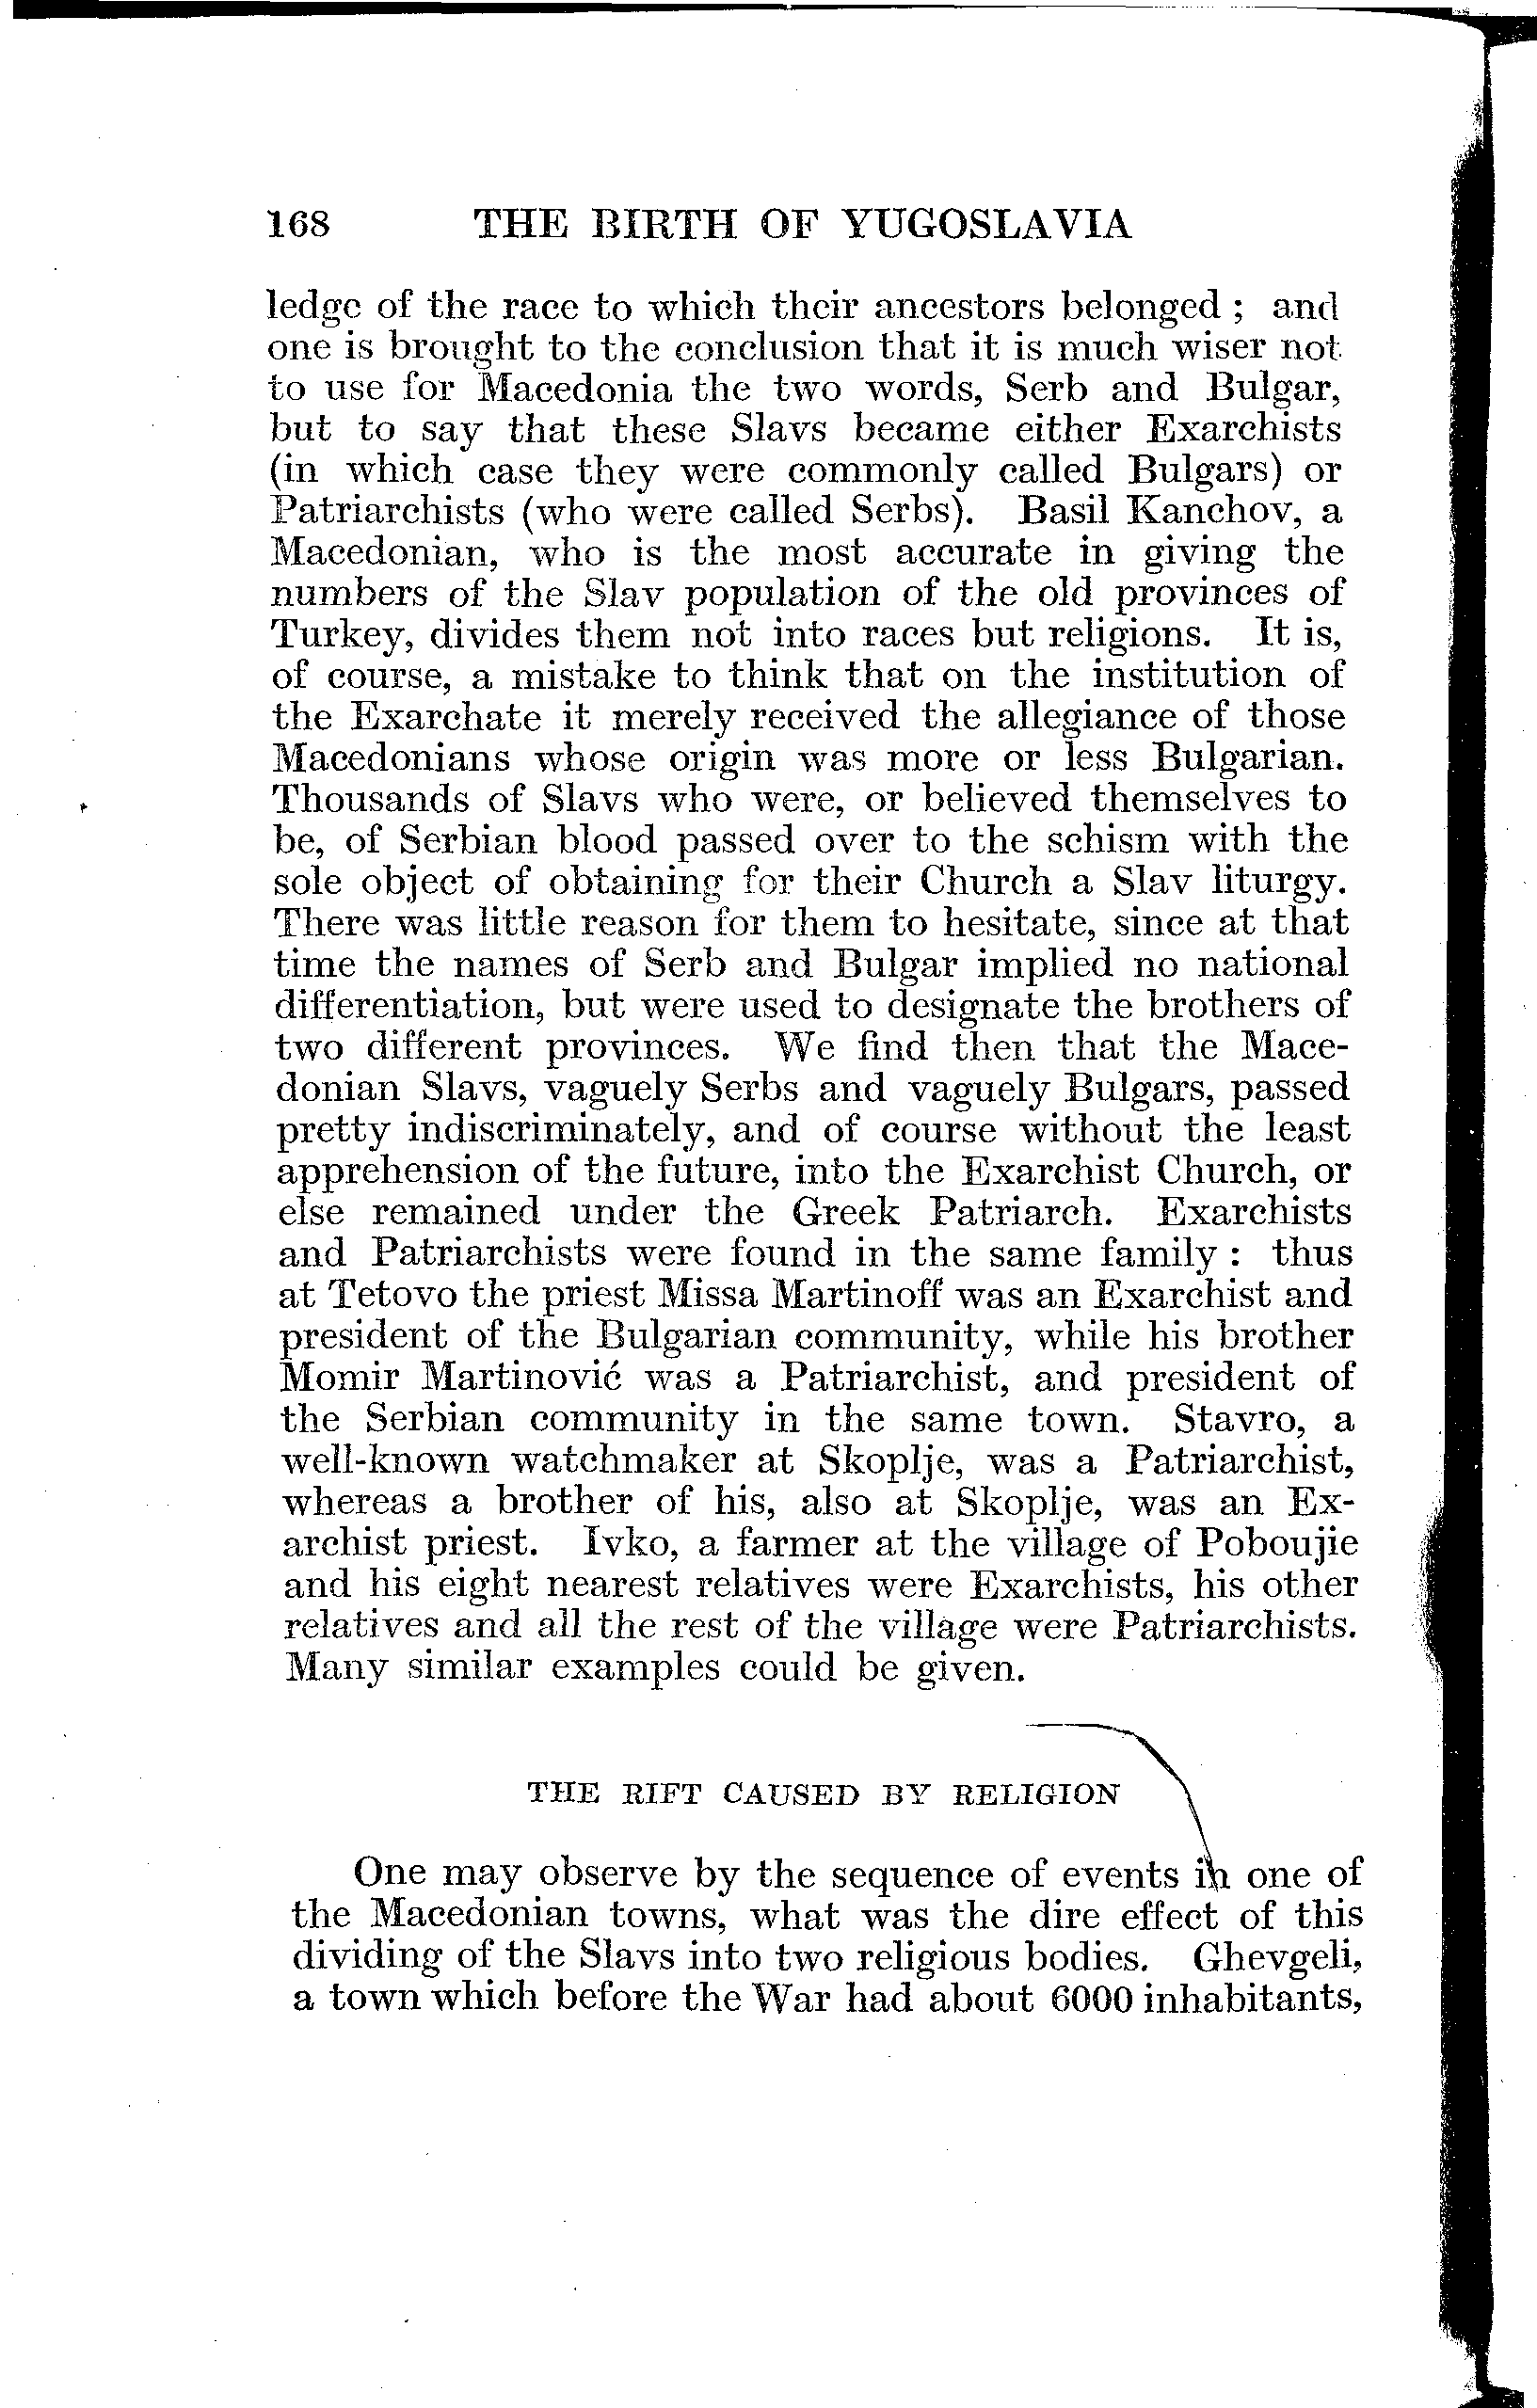 168 THE BIRTH OF YUGOSLAVIA
ledge of the race to which their ancestors belonged ; and
one is brought to the conclusion that it is much wiser not
to use for Macedonia the two words, Serb and Bulgar,
but to say that these Slavs became either Exarchists
(in which case they were commonly called Bulgars) or
Patriarchists (who were called Serbs). Basil Kanchov, a
Macedonian, who is the most accurate in giving the
numbers of the Slav population of the old provinces of
Turkey, divides them not into races but religions. It is,
of course, a mistake to think that on the institution of
the Exarchate it merely received the allegiance of those
Macedonians whose origin was more or less Bulgarian.
Thousands of Slavs who were, or believed themselves to
be, of Serbian blood passed over to the schism with the
sole object of obtaining for their Church a Slav liturgy.
There was little reason for them to hesitate, since at that
time the names of Serb and Bulgar implied no national
differentiation, but were used to designate the brothers of
two different provinces. We find then that the Mace-
donian Slavs, vaguely Serbs and vaguely Bulgars, passed
pretty indiscriminately, and of course without the least
apprehension of the future, into the Exarchist Church, or
else remained under the Greek Patriarch. Exarchists
and Patriarchists were found in the same family : thus
at Tetovo the priest Missa Martinoff was an Exarchist and
president of the Bulgarian community, while his brother
Momir Martinović was a Patriarchist, and president of
the Serbian community in the same town. Stavro, a
well-known watchmaker at Skoplje, was a Patriarchist,
whereas a brother of his, also at Skoplje, was an Ex-
archist priest. Ivko, a farmer at the village of Poboujie
and his eight nearest relatives were Exarchists, his other
relatives and all the rest of the village were Patriarchists.
Many similar examples could be given.
THE RIFT CAUSED BY RELIGION
One may observe by the sequence of events in one of
the Macedonian towns, what was the dire effect of this
dividing of the Slavs into two religious bodies. Ghevgeli,
a town which before the War had about 6000 inhabitants,